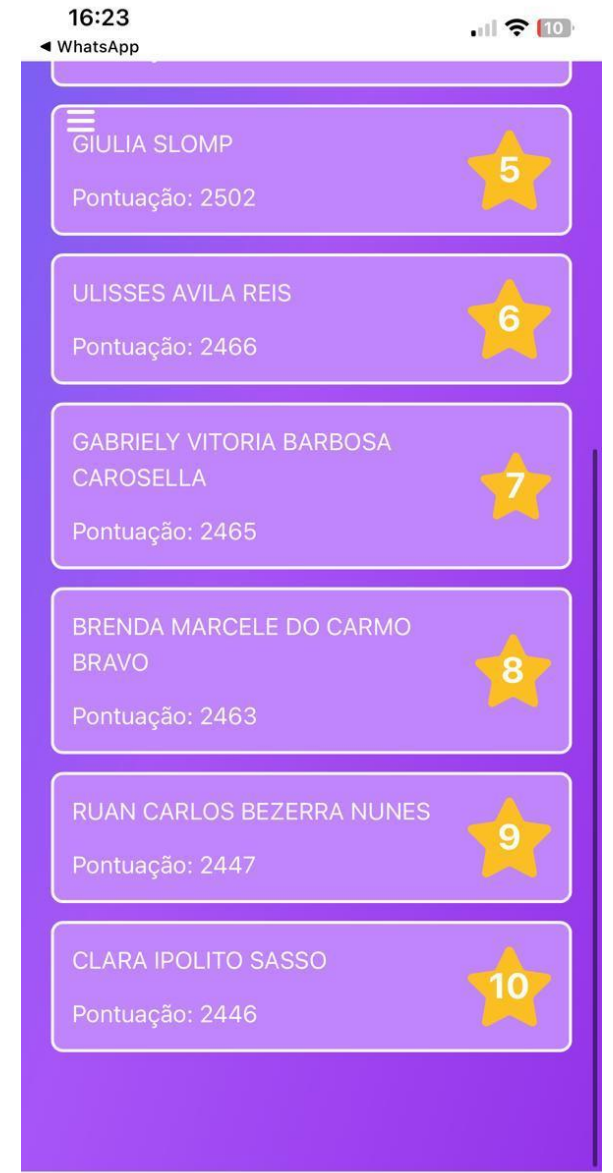 16:23
10
◀ WhatsApp
GIULIA SLOMP
5
Pontuação: 2502
ULISSES AVILA REIS
6
Pontuação: 2466
GABRIELY VITORIA BARBOSA
CAROSELLA
7
Pontuação: 2465
BRENDA MARCELE DO CARMO
BRAVO
8
Pontuação: 2463
RUAN CARLOS BEZERRA NUNES
9
Pontuação: 2447
CLARA IPOLITO SASSO
10
Pontuação: 2446